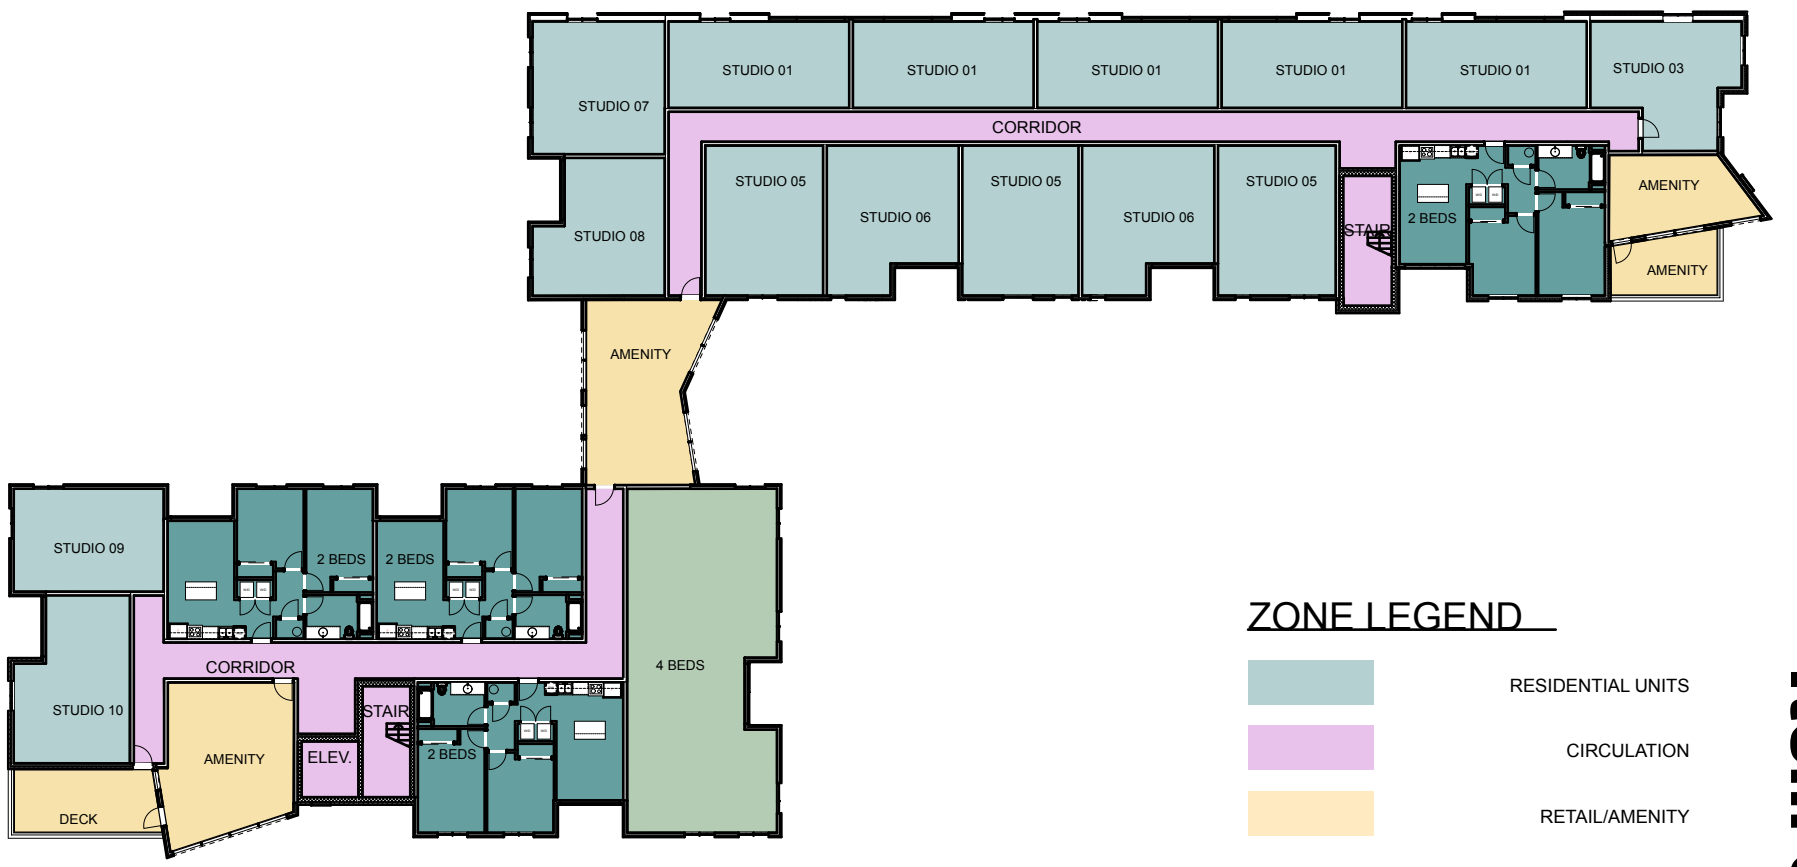 STUDIO 01
STUDIO 01
STUDIO 01
STUDIO 01
STUDIO 01
STUDIO 03
STUDIO 07
CORRIDOR
STUDIO 05
STUDIO 05
STUDIO 05
AMENITY
STUDIO 06
STUDIO 06
2 BEDS
STAIR
STUDIO 08
AMENITY
AMENITY
STUDIO 09
2 BEDS
2 BEDS
ZONE LEGEND
CORRIDOR
4 BEDS
RESIDENTIAL UNITS
STUDIO 10
STAIR
AMENITY
ELEV.
2 BEDS
CIRCULATION
DECK
RETAIL/AMENITY